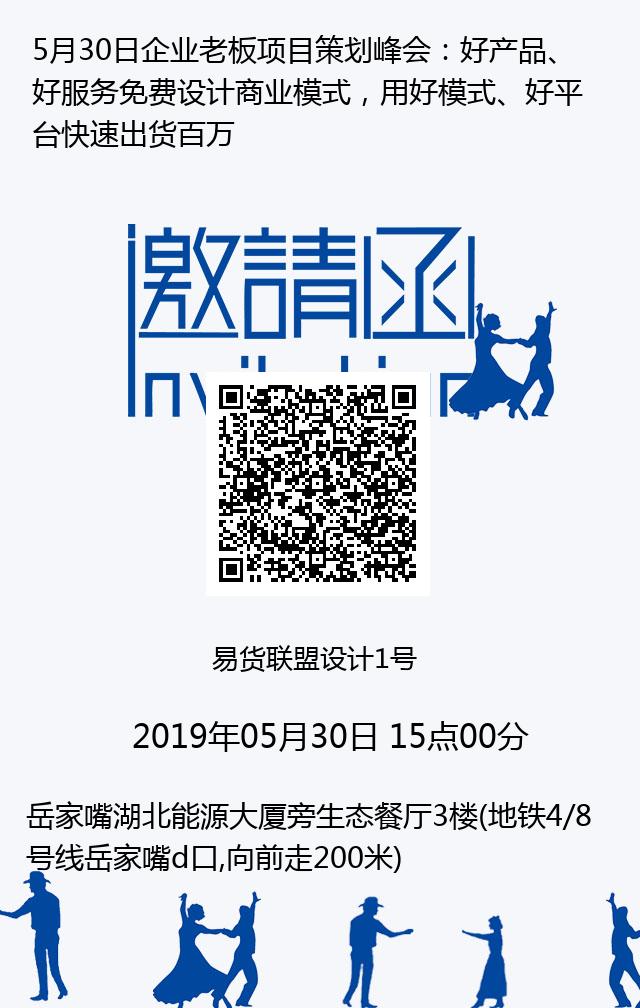 5月30日企业老板项目策划峰会：好产品、
好服务免费设计商业模式，用好模式、好平
台快速出货百万
邀請函
易货联盟设计1号
2019年05月30日 15点00分
岳家嘴湖北能源大厦旁生态餐厅3楼(地铁4/8
号线岳家嘴d口,向前走200米)